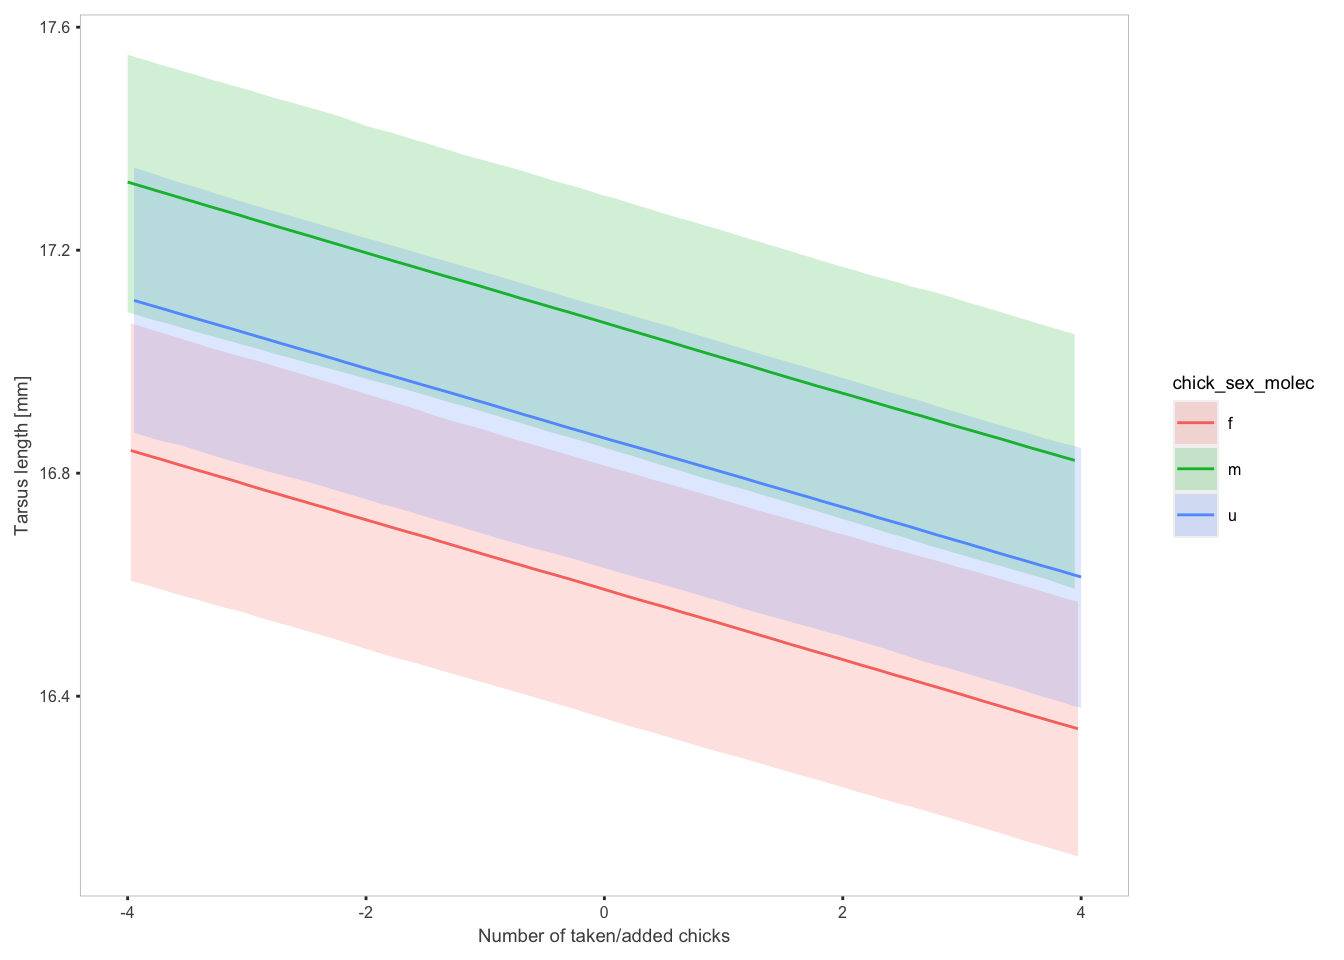 17.6
17.2
16.8
16.4
Tarsus length [mm]
-4
-2
0
2
4
Number of taken/added chicks
chick_sex_molec
f
m
u